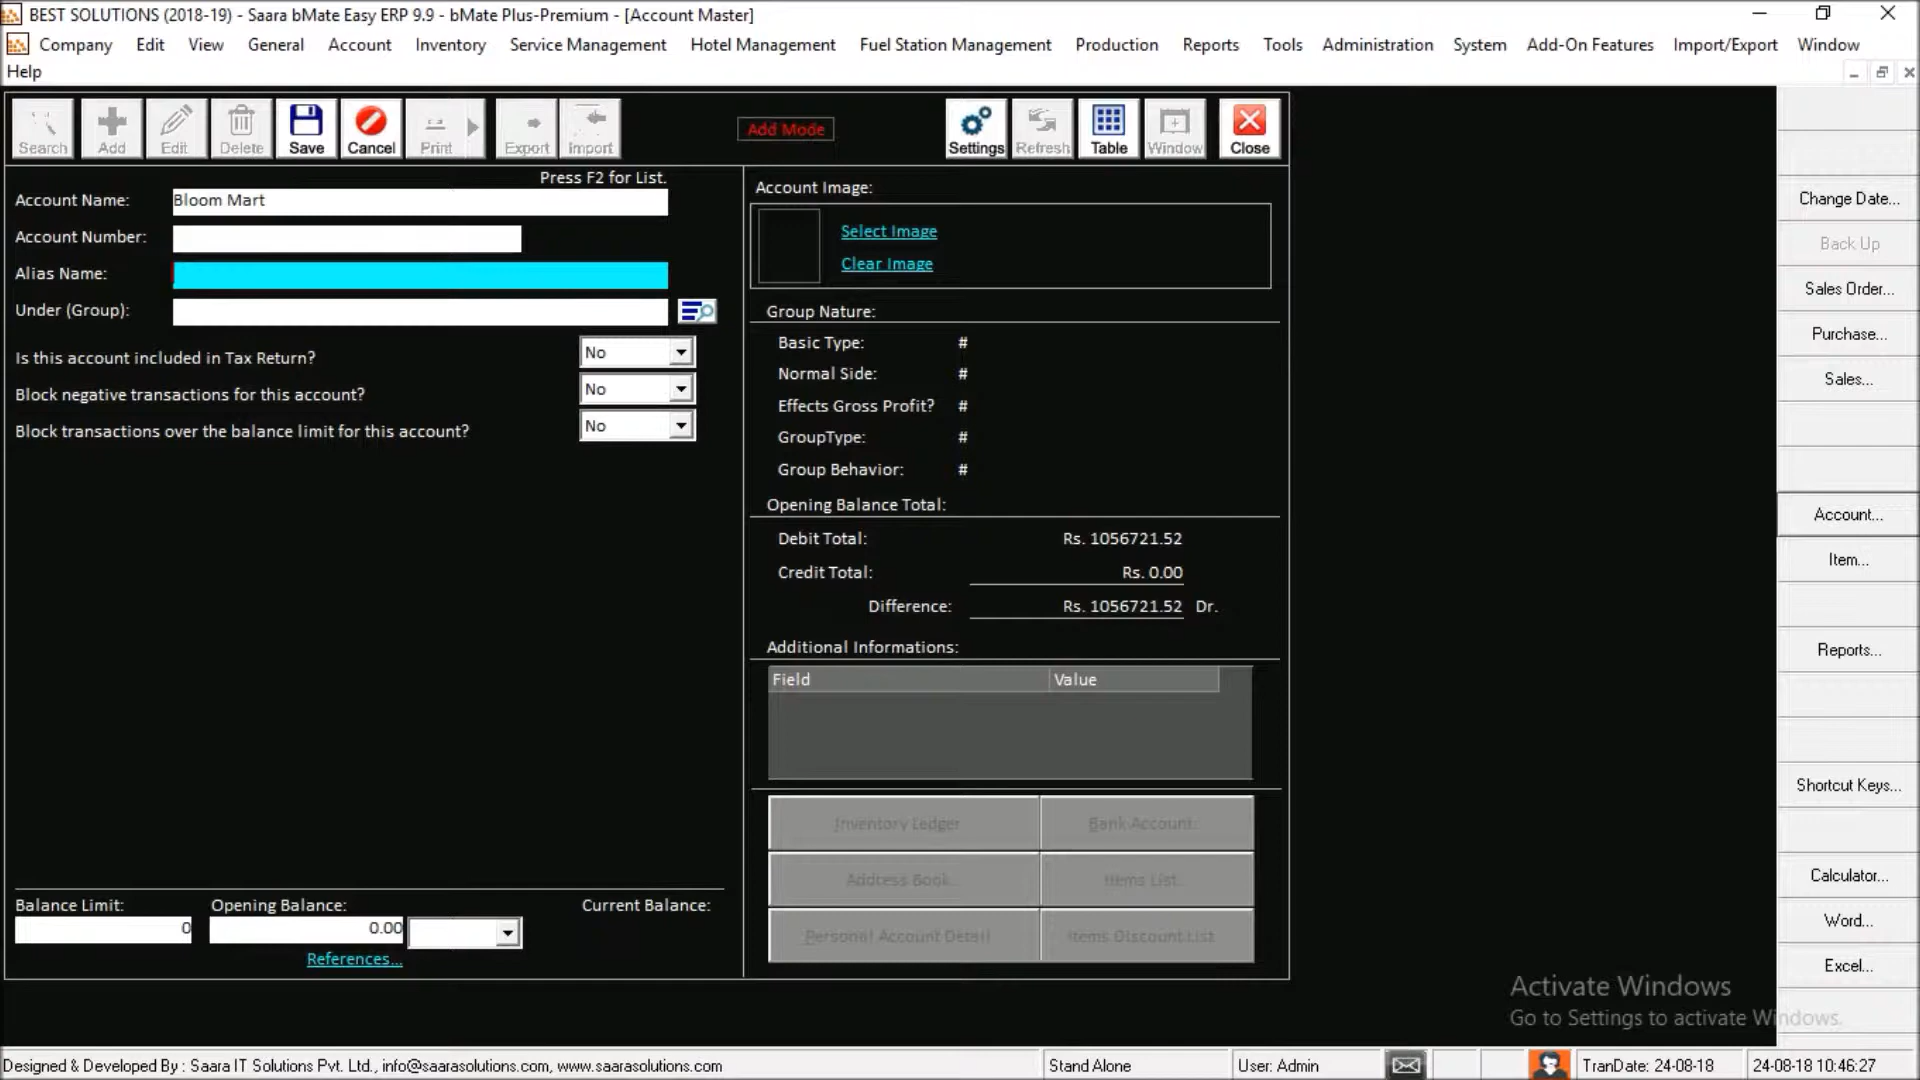 BEST SOLUTIONS (2018-19) - Saara bMate Easy ERP 9.9 - bMate Plus-Premium - [Account Master]
Company Edit View General Account Inventory Service Management Hotel Management Fuel Station Management Production Reports Tools Administration System Add-On Features Import/Export Window
Help
Search Add Edit Delete Save Cancel Print Export Import Add Mode Settings Refresh Table Window Close
Press F2 for List.
Account Name: Bloom Mart
Account Number:
Alias Name:
Under (Group):
Is this account included in Tax Return? No
Block negative transactions for this account? No
Block transactions over the balance limit for this account? No
Balance Limit: Opening Balance: Current Balance:
0 0.00
References...
Account Image:
Select Image
Clear Image
Group Nature:
Basic Type: #
Normal Side: #
Effects Gross Profit? #
GroupType: #
Group Behavior: #
Opening Balance Total:
Debit Total: Rs. 1056721.52
Credit Total: Rs. 0.00
Difference: Rs. 1056721.52 Dr.
Additional Informations:
Field Value
Inventory Ledger Bank Account.
Address Book. Items List.
Personal Account Detail Items Discount List
Change Date...
Back Up
Sales Order...
Purchase...
Sales...
Account...
Item...
Reports...
Shortcut Keys...
Calculator...
Word...
Excel...
Activate Windows
Go to Settings to activate Windows.
Designed & Developed By : Saara IT Solutions Pvt. Ltd., info@saarasolutions.com, www.saarasolutions.com Stand Alone User: Admin TranDate: 24-08-18 24-08-18 10:46:27